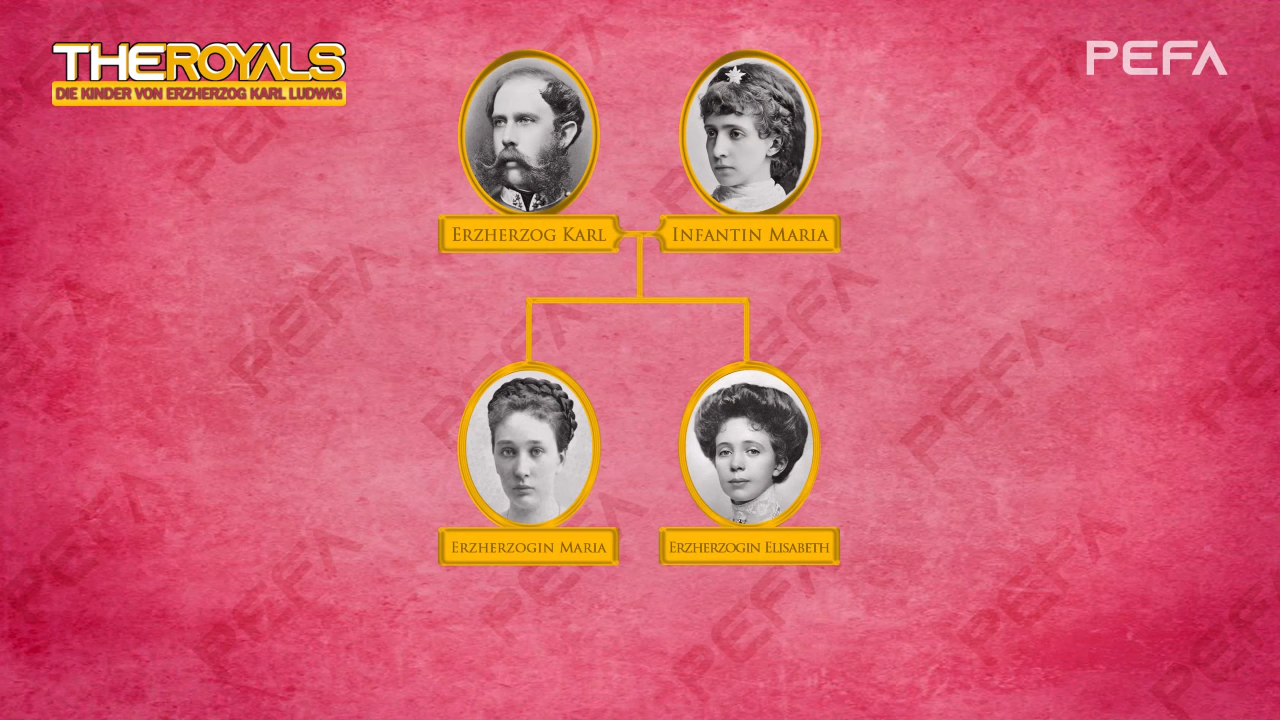 THEROYALS
DIE KINDER VON ERZHERZOG KARL LUDWIG
PEFA
ERZHERZOG KARL
INFANTIN MARIA
ERZHERZOGIN MARIA
ERZHERZOGIN ELISABETH